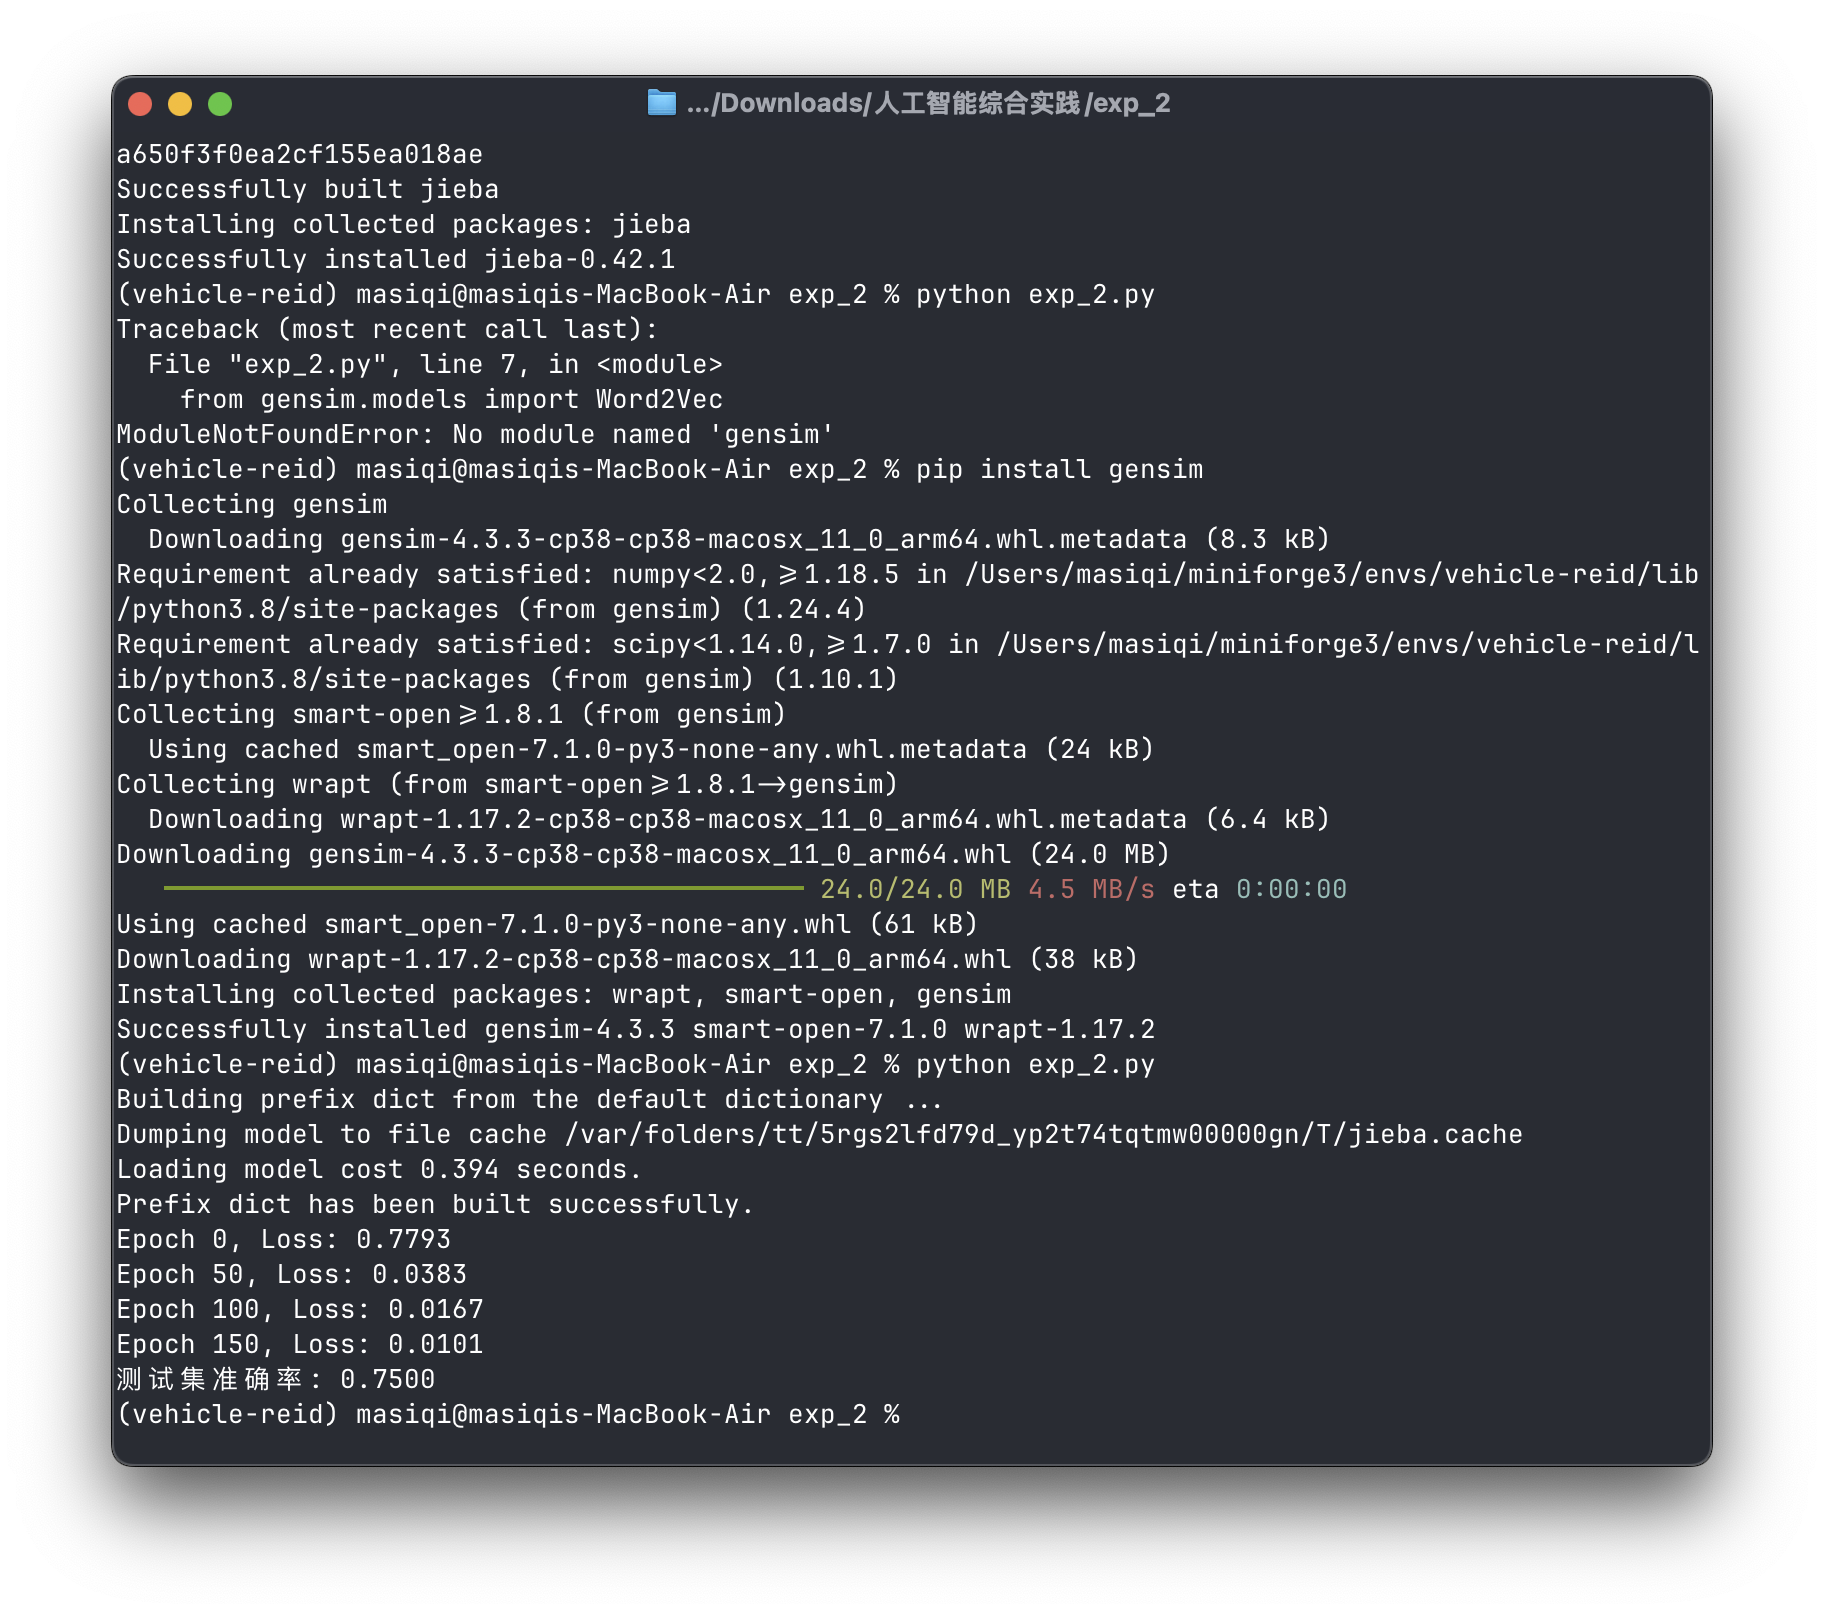 .../Downloads/人工智能综合实践/exp_2
a650f3f0ea2cf155ea018ae
Successfully built jieba
Installing collected packages: jieba
Successfully installed jieba-0.42.1
(vehicle-reid) masiqi@masiqis-MacBook-Air exp_2 % python exp_2.py
Traceback (most recent call last):
  File "exp_2.py", line 7, in <module>
    from gensim.models import Word2Vec
ModuleNotFoundError: No module named 'gensim'
(vehicle-reid) masiqi@masiqis-MacBook-Air exp_2 % pip install gensim
Collecting gensim
  Downloading gensim-4.3.3-cp38-cp38-macosx_11_0_arm64.whl.metadata (8.3 kB)
Requirement already satisfied: numpy<2.0,>=1.18.5 in /Users/masiqi/miniforge3/envs/vehicle-reid/lib
/python3.8/site-packages (from gensim) (1.24.4)
Requirement already satisfied: scipy<1.14.0,>=1.7.0 in /Users/masiqi/miniforge3/envs/vehicle-reid/l
ib/python3.8/site-packages (from gensim) (1.10.1)
Collecting smart-open>=1.8.1 (from gensim)
  Using cached smart_open-7.1.0-py3-none-any.whl.metadata (24 kB)
Collecting wrapt (from smart-open>=1.8.1->gensim)
  Downloading wrapt-1.17.2-cp38-cp38-macosx_11_0_arm64.whl.metadata (6.4 kB)
Downloading gensim-4.3.3-cp38-cp38-macosx_11_0_arm64.whl (24.0 MB)
24.0/24.0 MB 4.5 MB/s eta 0:00:00
Using cached smart_open-7.1.0-py3-none-any.whl (61 kB)
Downloading wrapt-1.17.2-cp38-cp38-macosx_11_0_arm64.whl (38 kB)
Installing collected packages: wrapt, smart-open, gensim
Successfully installed gensim-4.3.3 smart-open-7.1.0 wrapt-1.17.2
(vehicle-reid) masiqi@masiqis-MacBook-Air exp_2 % python exp_2.py
Building prefix dict from the default dictionary ...
Dumping model to file cache /var/folders/tt/5rgs2lfd79d_yp2t74tqtmw00000gn/T/jieba.cache
Loading model cost 0.394 seconds.
Prefix dict has been built successfully.
Epoch 0, Loss: 0.7793
Epoch 50, Loss: 0.0383
Epoch 100, Loss: 0.0167
Epoch 150, Loss: 0.0101
测试集准确率: 0.7500
(vehicle-reid) masiqi@masiqis-MacBook-Air exp_2 %